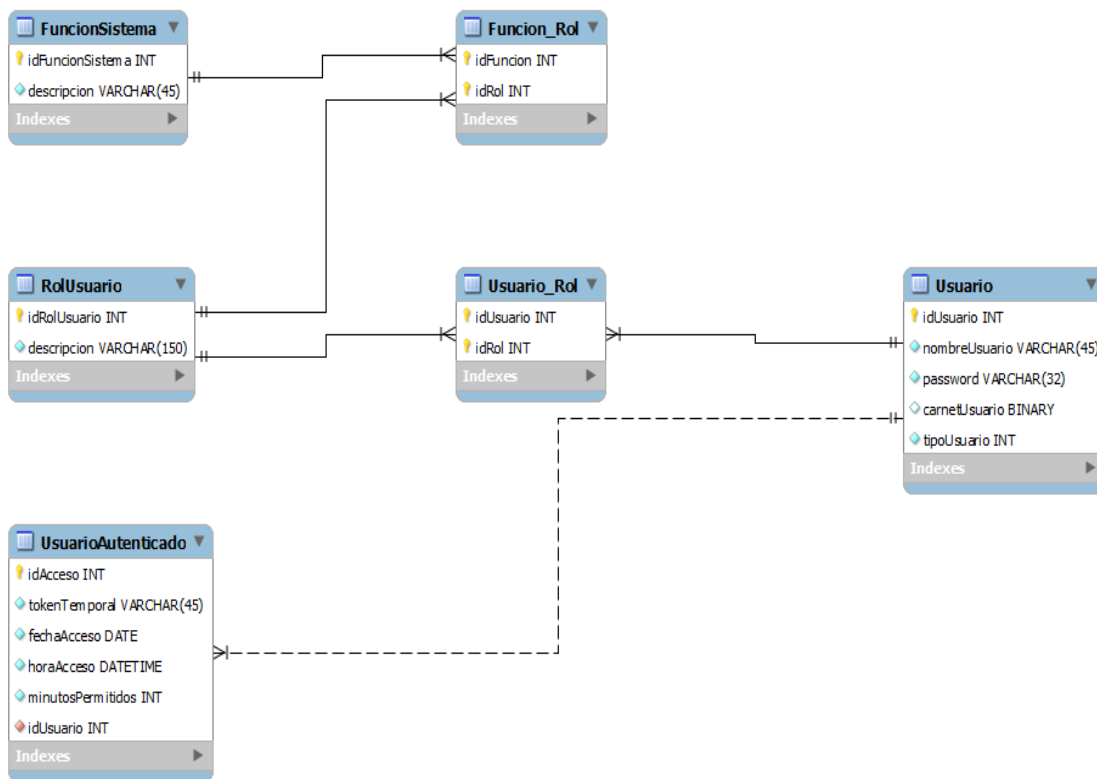 FuncionSistema
idFuncionSistema INT
descripcion VARCHAR(45)
Indexes
Funcion_Rol
idFuncion INT
idRol INT
Indexes
RolUsuario
idRolUsuario INT
descripcion VARCHAR(150)
Indexes
Usuario_Rol
idUsuario INT
idRol INT
Indexes
Usuario
idUsuario INT
nombreUsuario VARCHAR(45)
password VARCHAR(32)
carnetUsuario BINARY
tipoUsuario INT
Indexes
UsuarioAutenticado
idAcceso INT
tokenTemporal VARCHAR(45)
fechaAcceso DATE
horaAcceso DATETIME
minutosPermitidos INT
idUsuario INT
Indexes